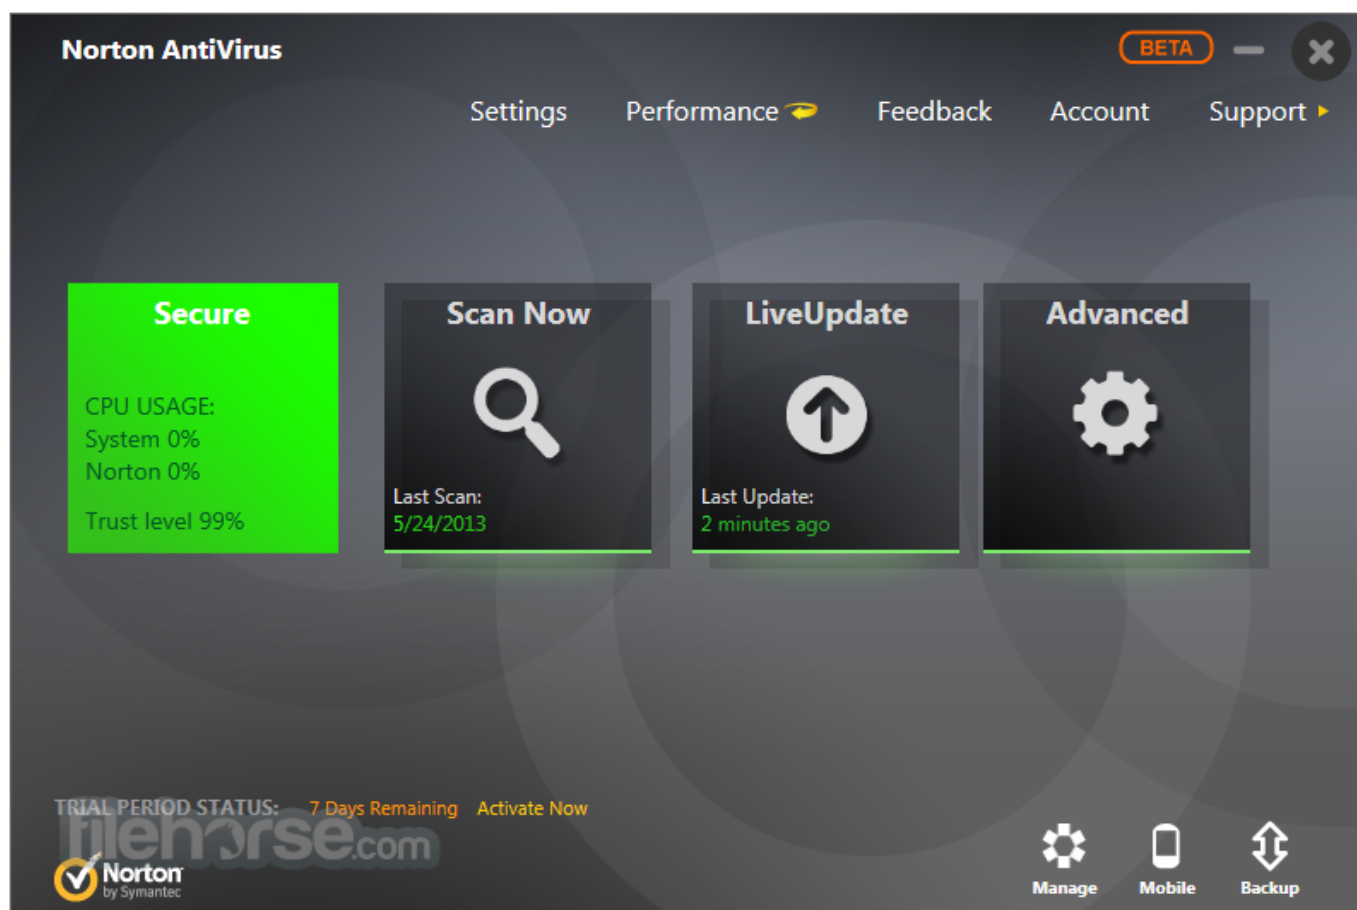 Norton AntiVirus
BETA
Settings Performance Feedback Account Support
Secure
CPU USAGE:
System 0%
Norton 0%
Trust level 99%
Scan Now
Last Scan:
5/24/2013
LiveUpdate
Last Update:
2 minutes ago
Advanced
TRIAL PERIOD STATUS: 7 Days Remaining Activate Now
filehorse.com
Norton
by Symantec
Manage Mobile Backup